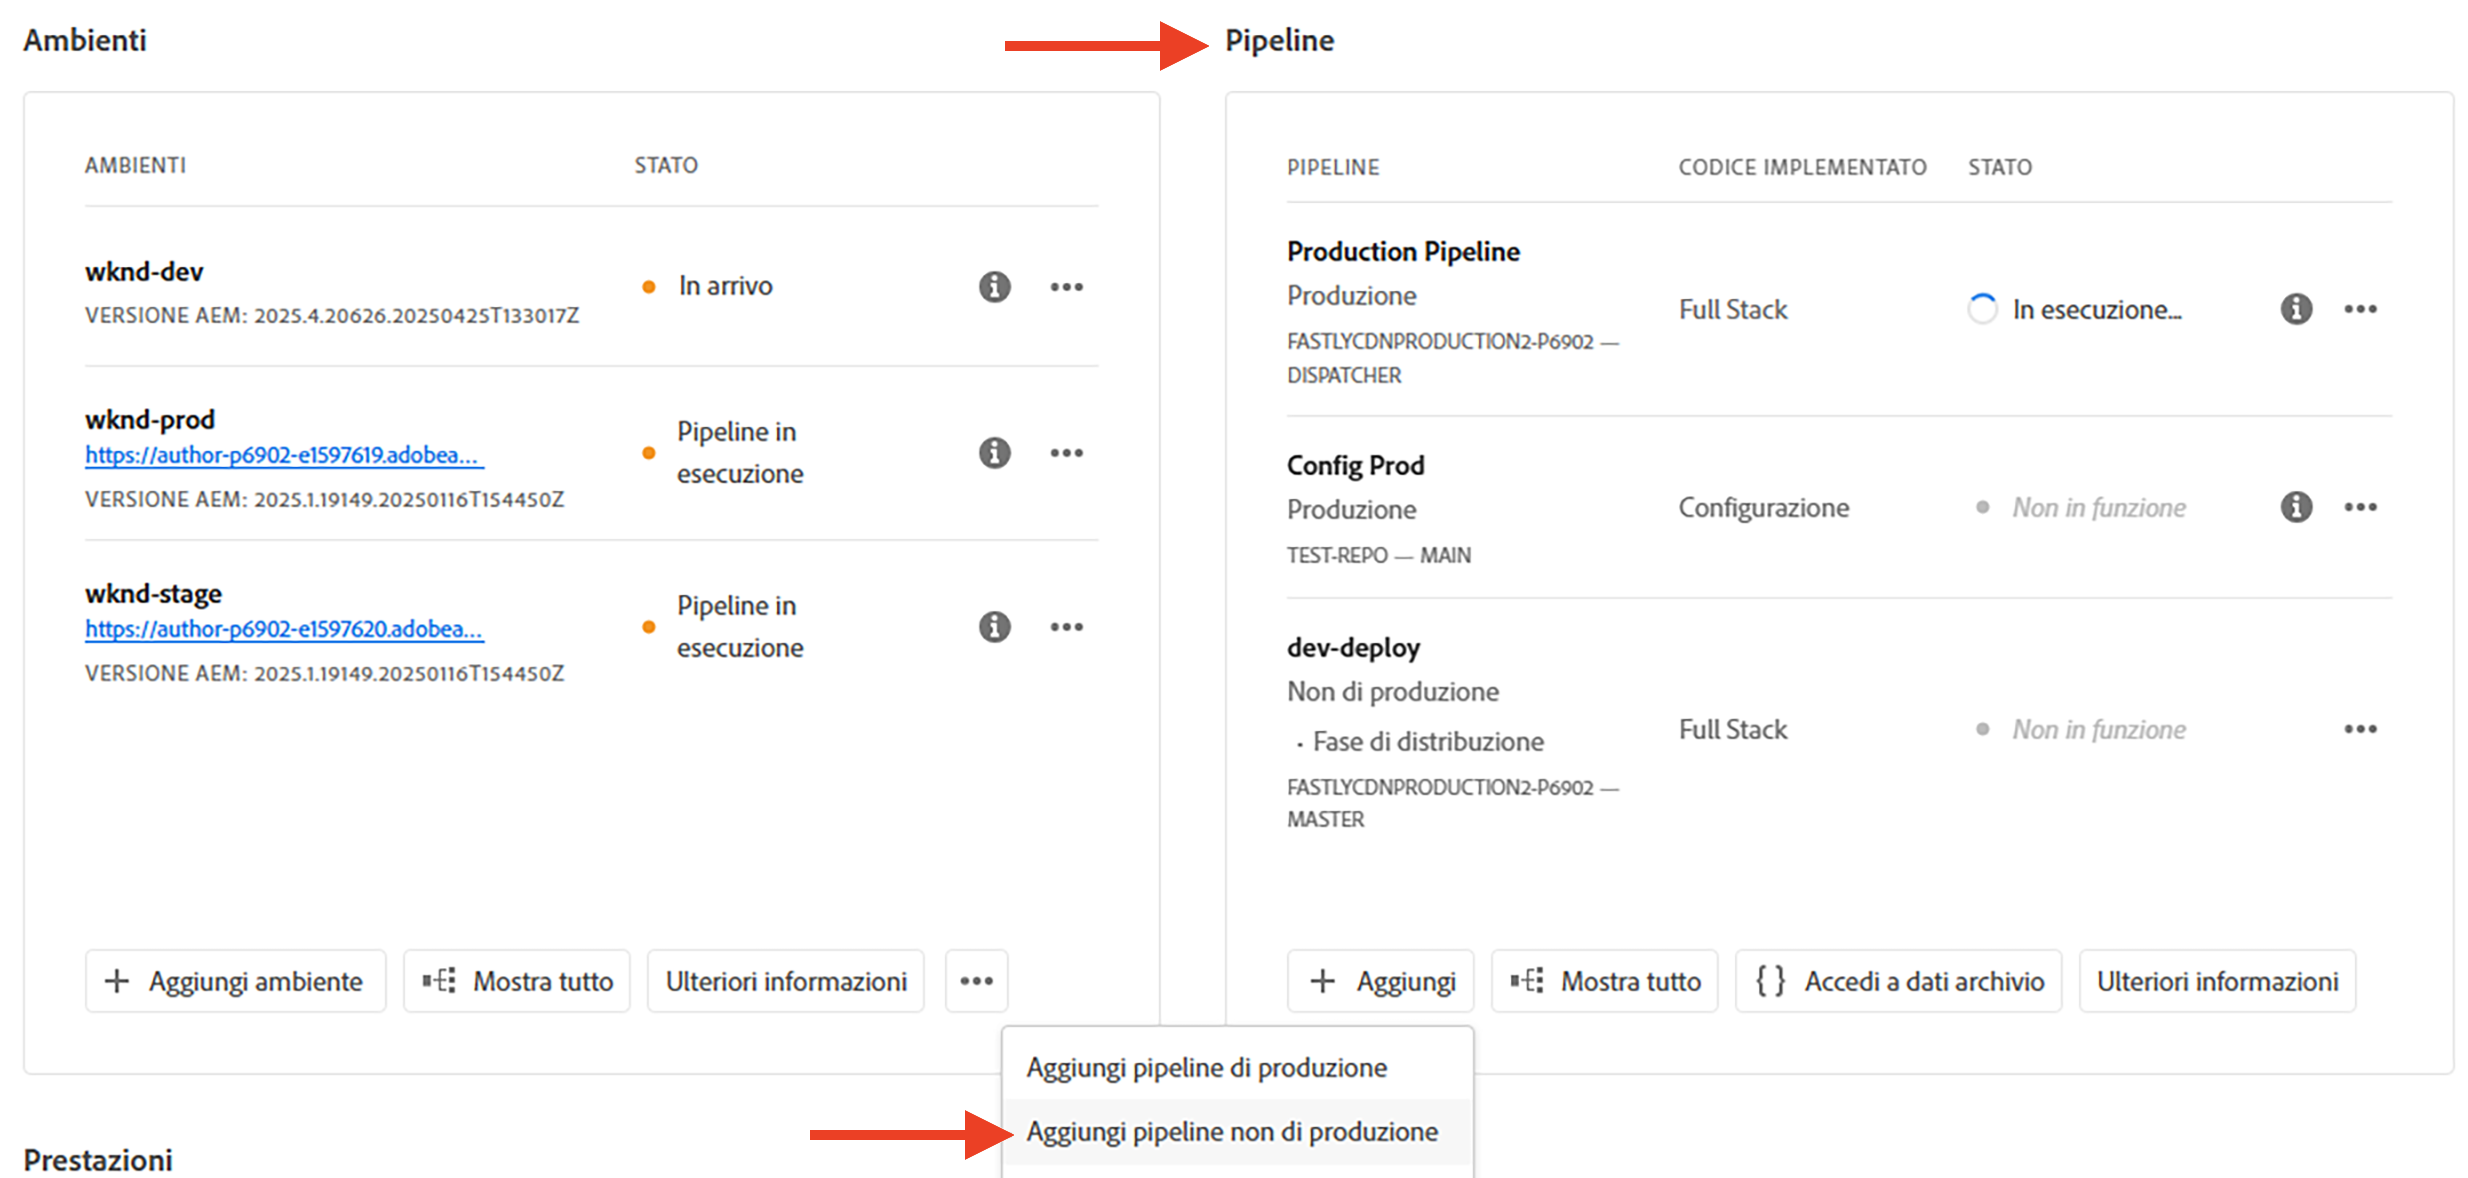 Ambienti
AMBIENTI STATO
wknd-dev
VERSIONE AEM: 2025.4.20626.20250425T133017Z
In arrivo
wknd-prod
https://author-p6902-e1597619.adobea...
VERSIONE AEM: 2025.1.19149.20250116T154450Z
Pipeline in
esecuzione
wknd-stage
https://author-p6902-e1597620.adobea...
VERSIONE AEM: 2025.1.19149.20250116T154450Z
Pipeline in
esecuzione
Aggiungi ambiente Mostra tutto Ulteriori informazioni
Pipeline
PIPELINE CODICE IMPLEMENTATO STATO
Production Pipeline
Produzione
FASTLYCDNPRODUCTION2-P6902 —
DISPATCHER
Full Stack
In esecuzione...
Config Prod
Produzione
TEST-REPO — MAIN
Configurazione
Non in funzione
dev-deploy
Non di produzione
· Fase di distribuzione
FASTLYCDNPRODUCTION2-P6902 —
MASTER
Full Stack
Non in funzione
Aggiungi Mostra tutto {} Accedi a dati archivio Ulteriori informazioni
Aggiungi pipeline di produzione
Aggiungi pipeline non di produzione
Prestazioni